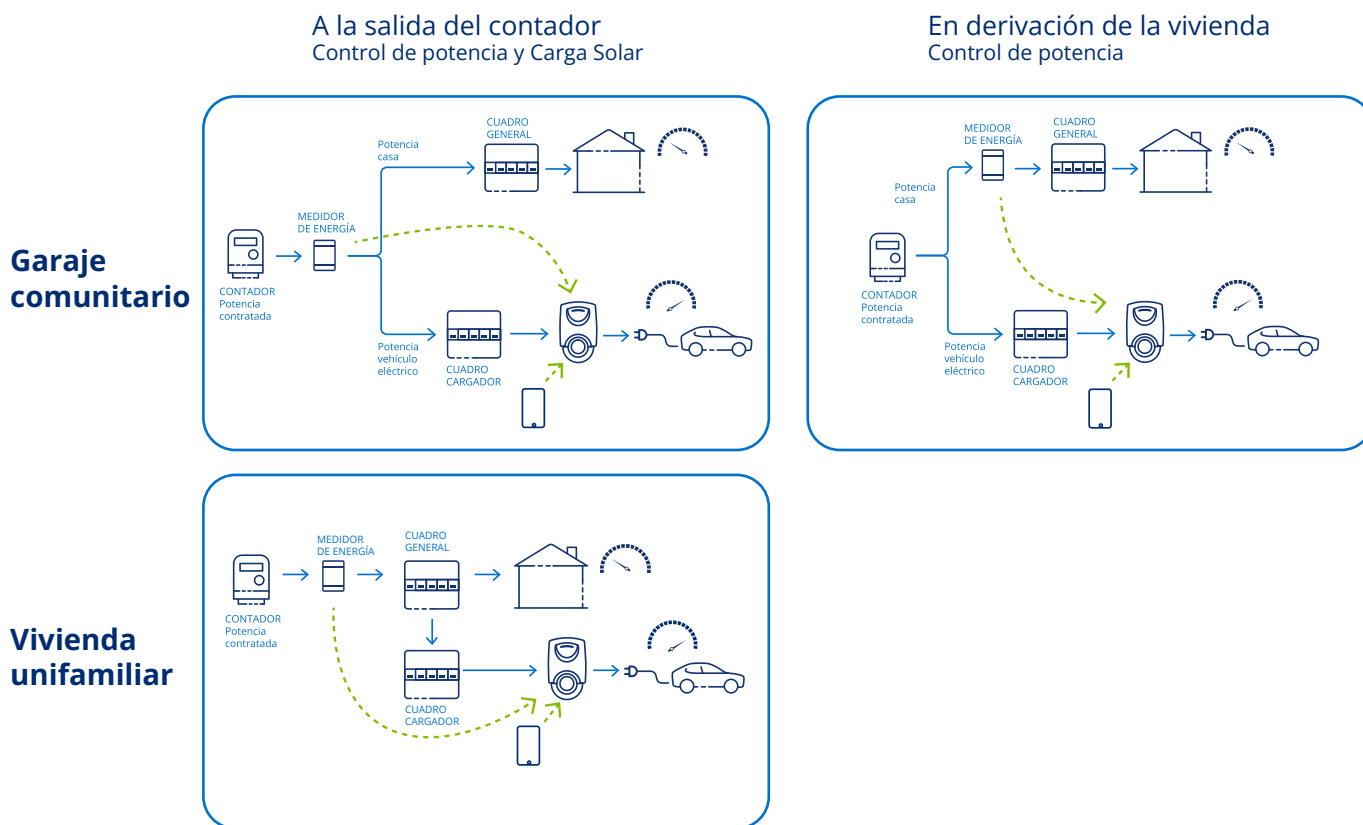 A la salida del contador
Control de potencia y Carga Solar
En derivación de la vivienda
Control de potencia
Garaje
comunitario
Potencia
casa
CUADRO
GENERAL
MEDIDOR
DE ENERGÍA
CONTADOR
Potencia
contratada
Potencia
vehículo
eléctrico
CUADRO
CARGADOR
MEDIDOR
DE ENERGÍA
CUADRO
GENERAL
Potencia
casa
CONTADOR
Potencia
contratada
Potencia
vehículo
eléctrico
CUADRO
CARGADOR
Vivienda
unifamiliar
MEDIDOR
DE ENERGÍA
CUADRO
GENERAL
CONTADOR
Potencia
contratada
CUADRO
CARGADOR